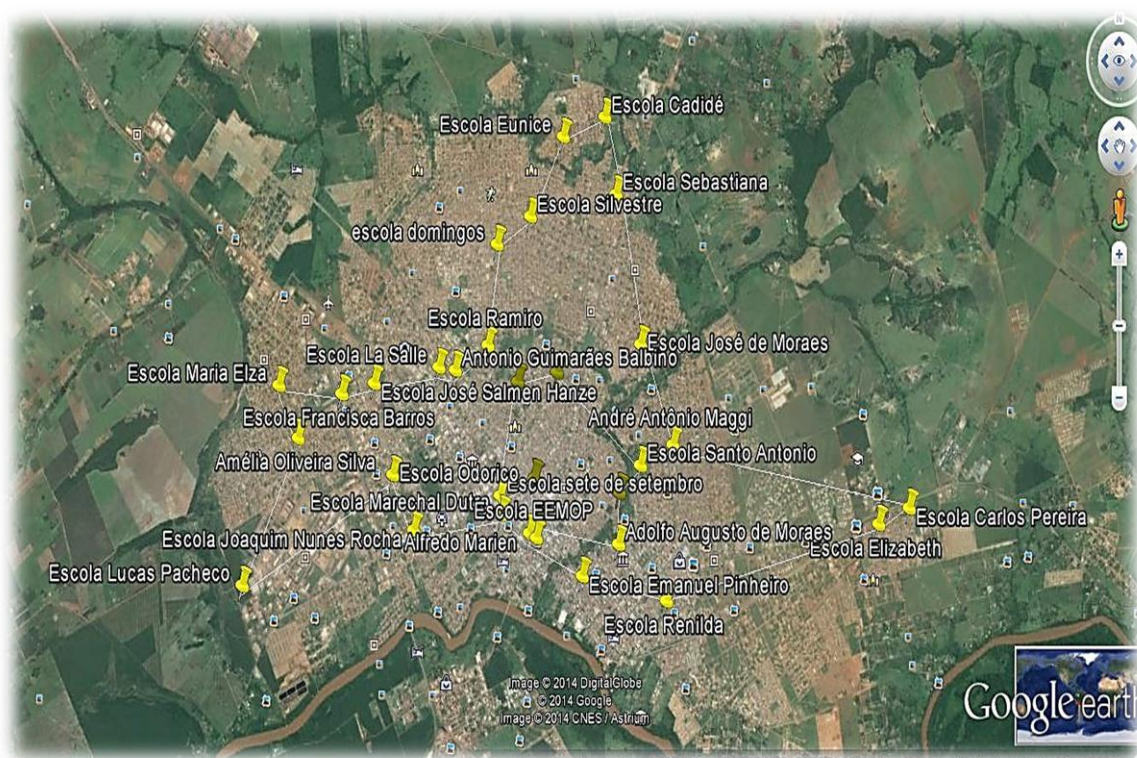 Escola Cadidé
Escola Eunice
Escola Sebastiana
Escola Silvestre
escola domingos
Escola Ramiro
Escola José de Moraes
Escola La Salle
Antonio Guimarães Balbino
Escola Maria Elza
Escola José Salmen Hanze
Escola Francisca Barros
André Antônio Maggi
Escola Santo Antonio
Amélia Oliveira Silva
Escola Odorico
Escola sete de setembro
Escola Marechal Dutra
Escola EEMOP
Escola Carlos Pereira
Adolfo Augusto de Moraes
Escola Joaquim Nunes Rocha
Alfredo Marien
Escola Elizabeth
Escola Lucas Pacheco
Escola Emanuel Pinheiro
Escola Renilda
Image © 2014 DigitalGlobe
© 2014 Google
Image © 2014 CNES / Astrium
Google earth